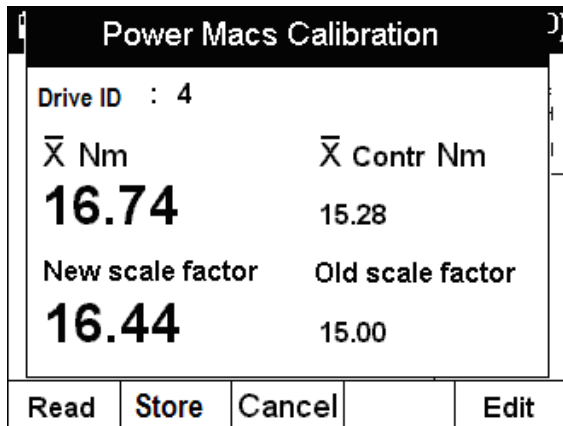 Power Macs Calibration
Drive ID : 4
X̅ Nm X̅ Contr Nm
16.74 15.28
New scale factor Old scale factor
16.44 15.00
Read Store Cancel Edit